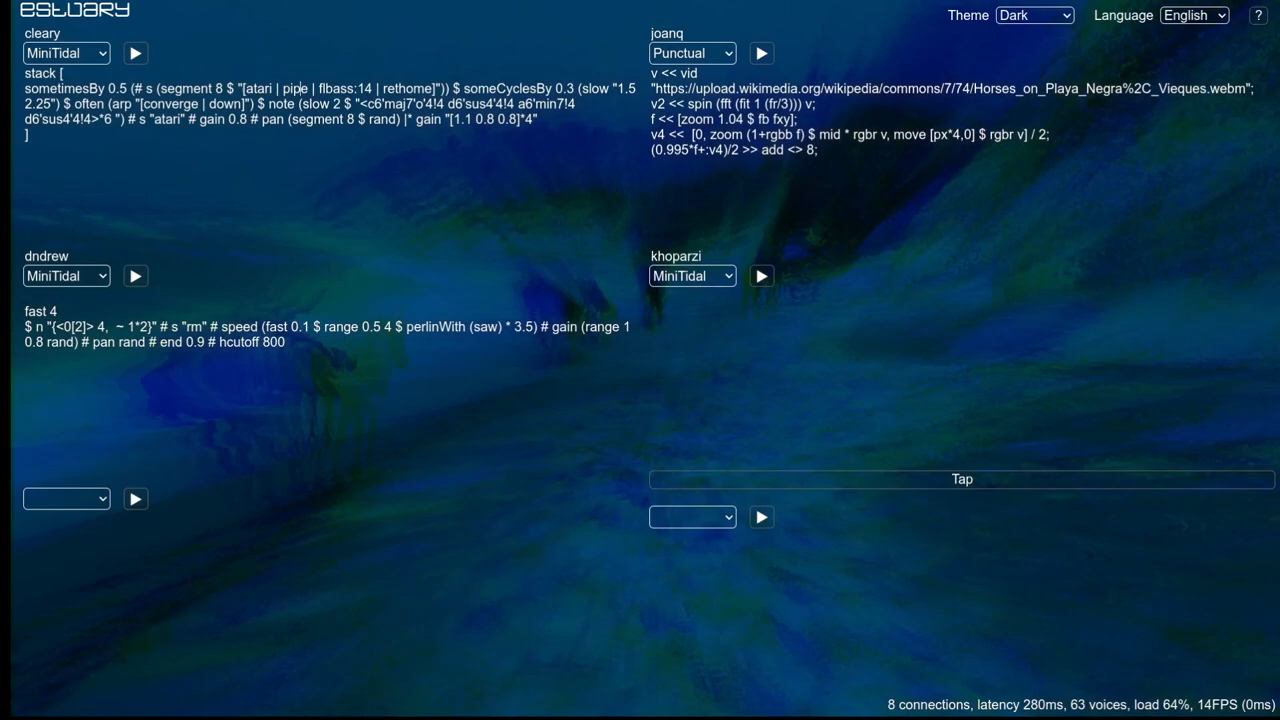 estuary
Theme Dark Language English ?
cleary
MiniTidal
stack [
sometimesBy 0.5 (# s (segment 8 $ "[atari | pipe | flbass:14 | rethome]")) $ someCyclesBy 0.3 (slow "1.5
2.25") $ often (arp "[converge | down]") $ note (slow 2 $ "<c6'maj7'o'4!4 d6'sus4'4!4 a6'min7!4
d6'sus4'4!4>*6 ") # s "atari" # gain 0.8 # pan (segment 8 $ rand) |* gain "[1.1 0.8 0.8]*4"
]
joanq
Punctual
v << vid
"https://upload.wikimedia.org/wikipedia/commons/7/74/Horses_on_Playa_Negra%2C_Vieques.webm";
v2 << spin (fft (fit 1 (fr/3))) v;
f << [zoom 1.04 $ fb fxy];
v4 << [0, zoom (1+rgbb f) $ mid * rgbr v, move [px*4,0] $ rgbr v] / 2;
(0.995*f+:v4)/2 >> add <> 8;
dndrew
MiniTidal
fast 4
$ n "{<0[2]> 4, ~ 1*2}" # s "rm" # speed (fast 0.1 $ range 0.5 4 $ perlinWith (saw) * 3.5) # gain (range 1
0.8 rand) # pan rand # end 0.9 # hcutoff 800
khoparzi
MiniTidal
Tap
8 connections, latency 280ms, 63 voices, load 64%, 14FPS (0ms)